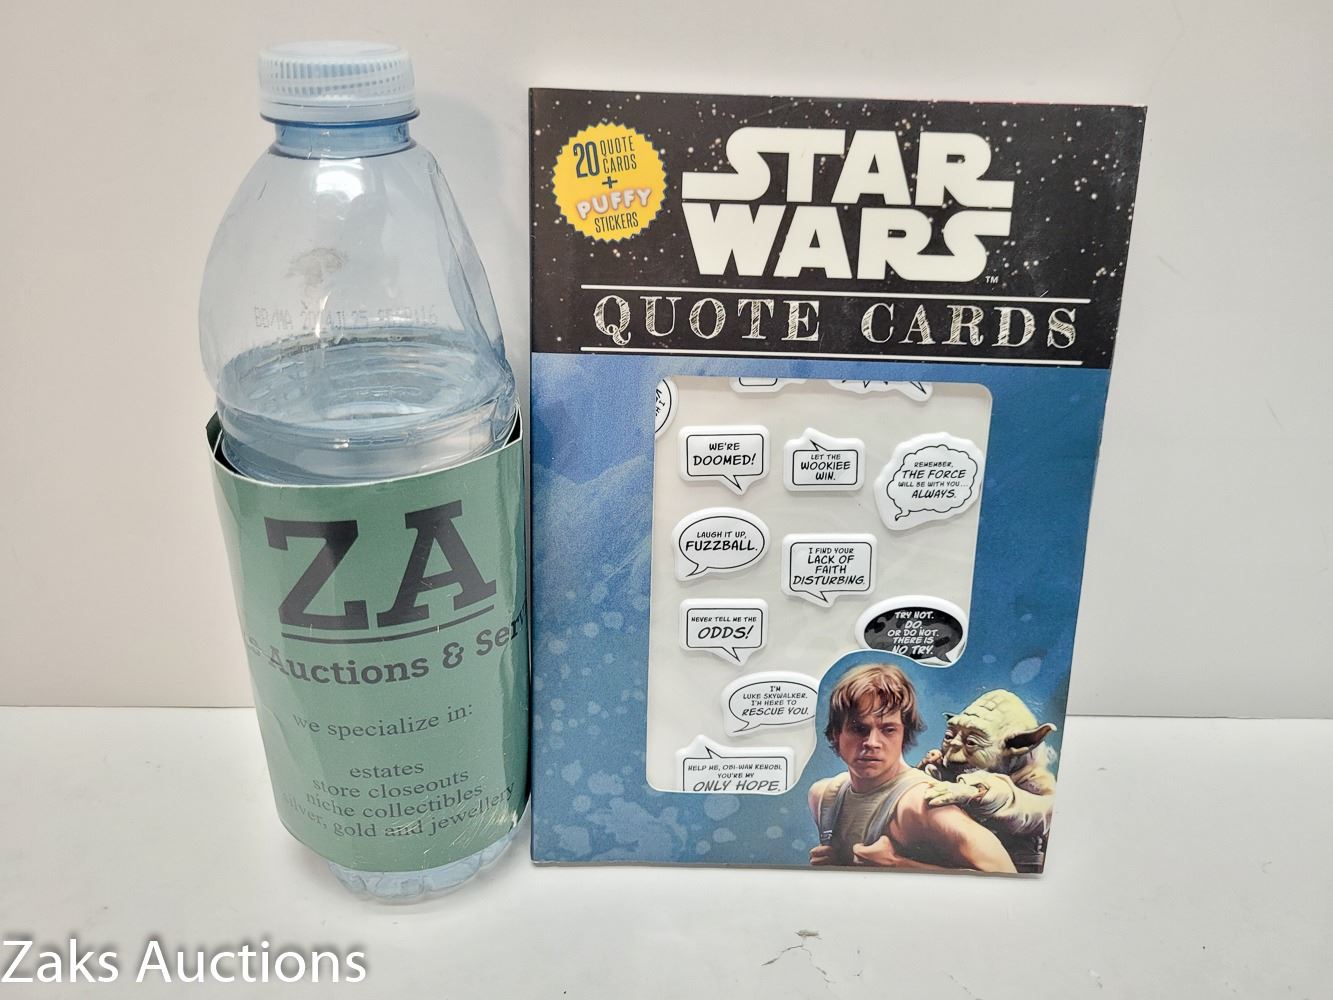 BB/MA 2024JL25
ZA
s Auctions & Ser
we specialize in:
estates
store closeouts
niche collectibles
silver, gold and jewellery
20 QUOTE
CARDS
+
PUFFY
STICKERS
STAR
WARS
TM
QUOTE CARDS
WE'RE
DOOMED!
LET THE
WOOKIEE
WIN.
REMEMBER,
THE FORCE
WILL BE WITH YOU...
ALWAYS.
LAUGH IT UP,
FUZZBALL.
I FIND YOUR
LACK OF
FAITH
DISTURBING.
NEVER TELL ME THE
ODDS!
TRY NOT.
DO.
OR DO NOT.
THERE IS
NO TRY.
I'M
LUKE SKYWALKER.
I'M HERE TO
RESCUE YOU.
HELP ME, OBI-WAN KENOBI.
YOU'RE MY
ONLY HOPE.
Zaks Auctions